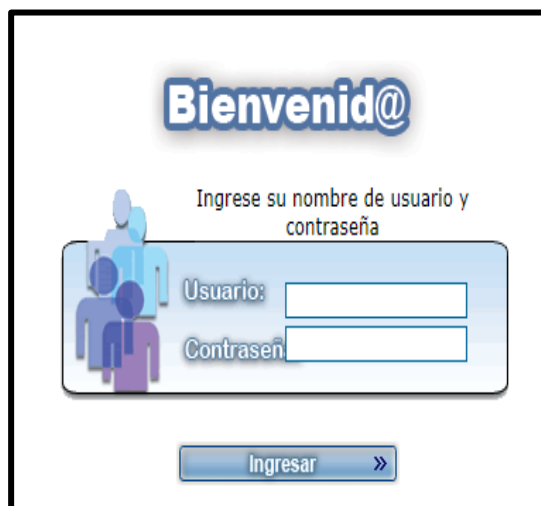 Bienvenid@
Ingrese su nombre de usuario y
contraseña
Usuario:
Contraseñ
Ingresar »